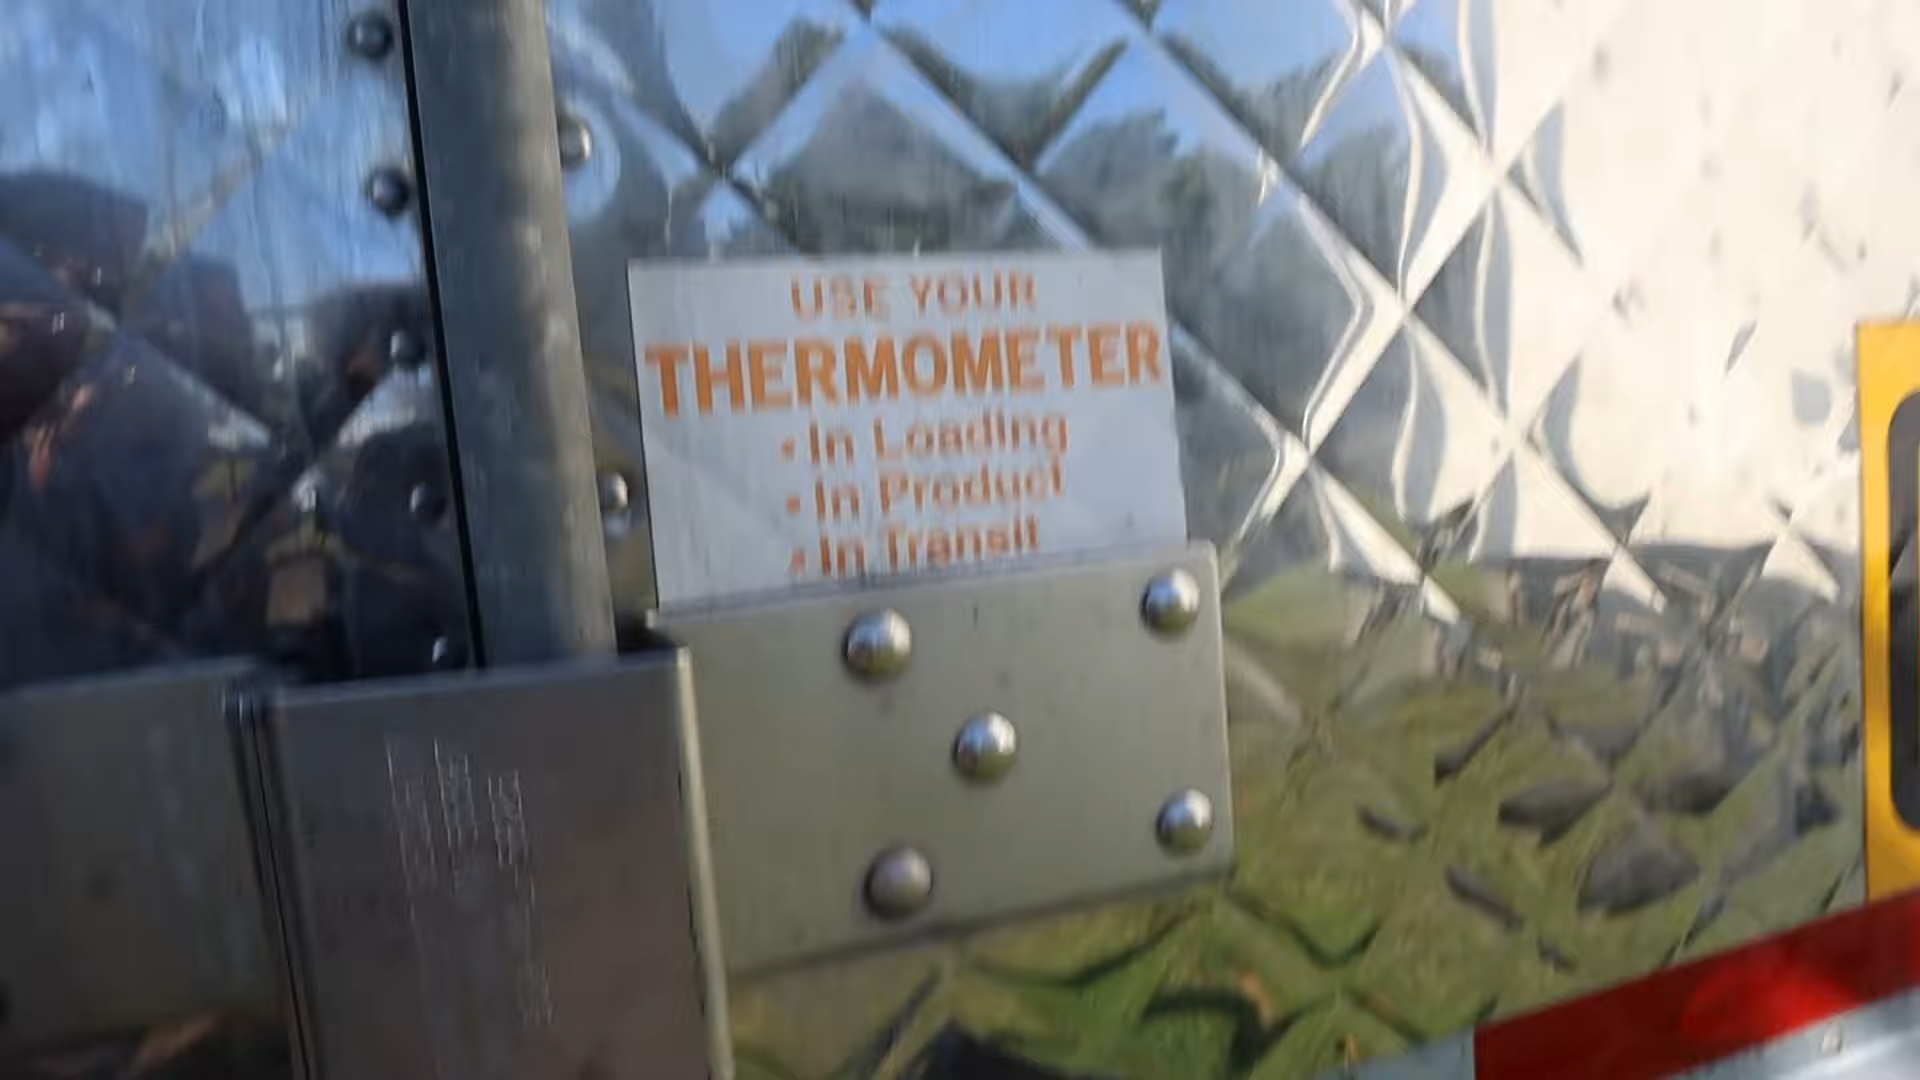 USE YOUR
THERMOMETER
• In Loading
• In Product
• In Transit